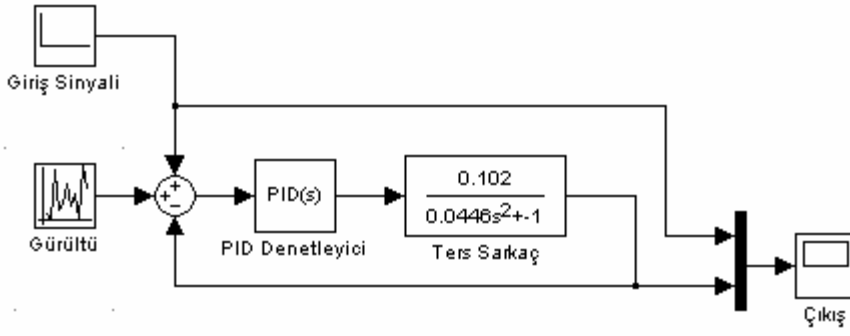 Giriş Sinyali
Gürültü
+
+
−
PID(s)
PID Denetleyici
0.102
0.0446s²+-1
Ters Sarkaç
Çıkış